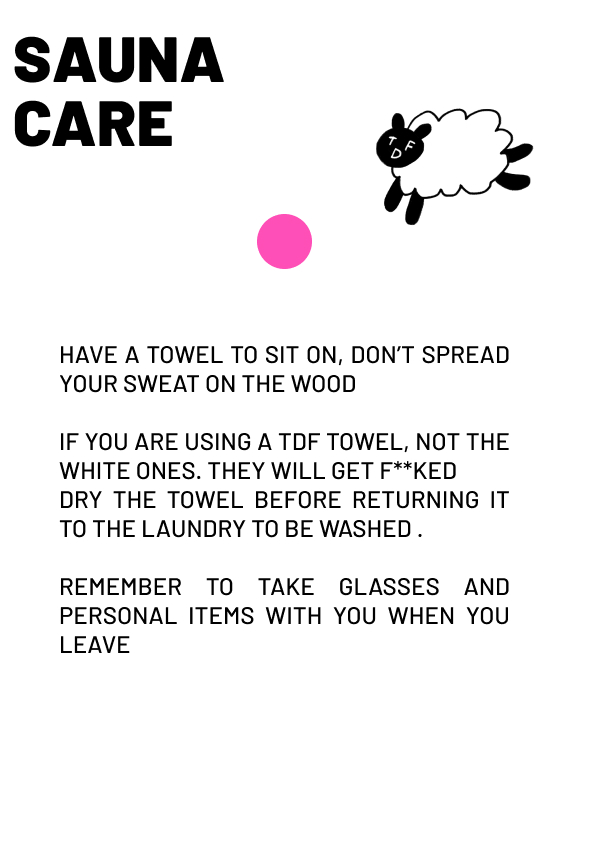 SAUNA
CARE
T F
D
HAVE A TOWEL TO SIT ON, DON’T SPREAD
YOUR SWEAT ON THE WOOD
IF YOU ARE USING A TDF TOWEL, NOT THE
WHITE ONES. THEY WILL GET F**KED
DRY THE TOWEL BEFORE RETURNING IT
TO THE LAUNDRY TO BE WASHED .
REMEMBER TO TAKE GLASSES AND
PERSONAL ITEMS WITH YOU WHEN YOU
LEAVE